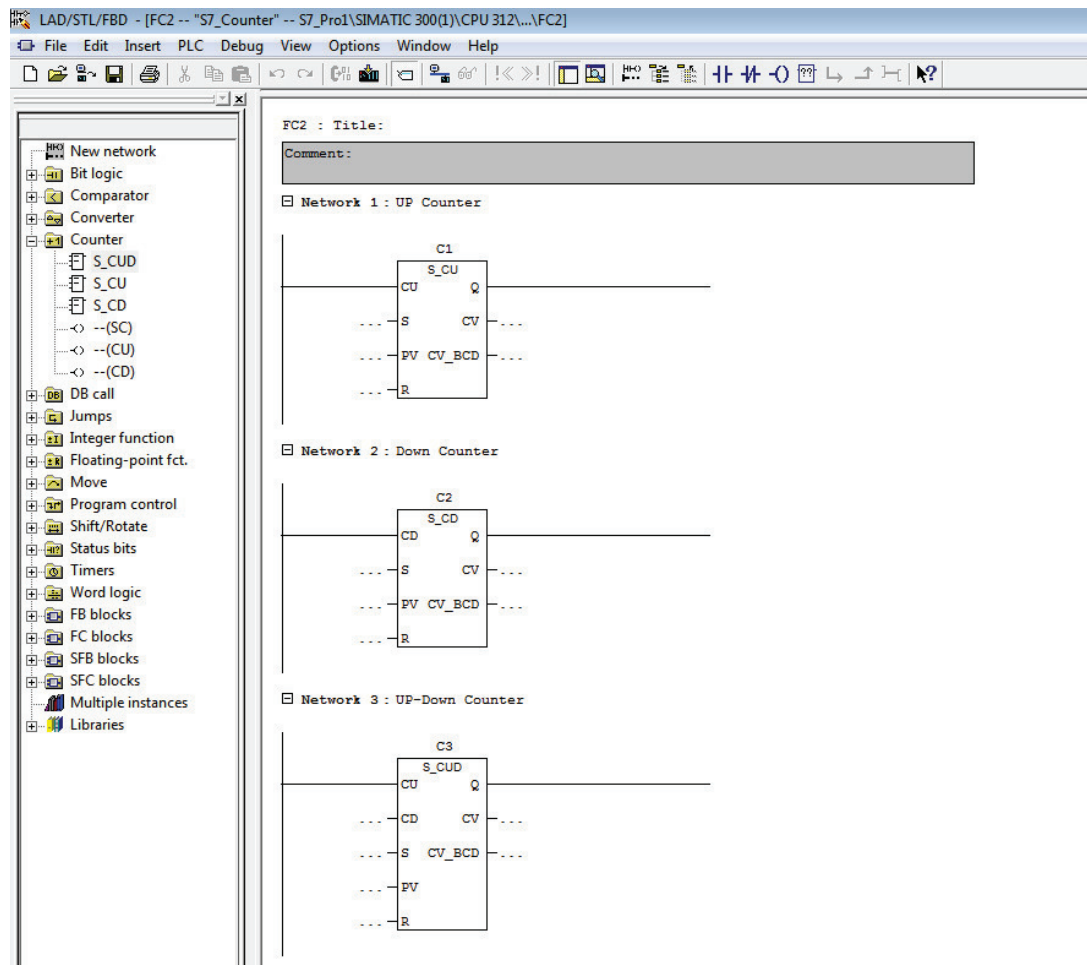 LAD/STL/FBD - [FC2 -- "S7_Counter" -- S7_Pro1\SIMATIC 300(1)\CPU 312\...\FC2]
File Edit Insert PLC Debug View Options Window Help
New network
Bit logic
Comparator
Converter
Counter
S_CUD
S_CU
S_CD
--(SC)
--(CU)
--(CD)
DB call
Jumps
Integer function
Floating-point fct.
Move
Program control
Shift/Rotate
Status bits
Timers
Word logic
FB blocks
FC blocks
SFB blocks
SFC blocks
Multiple instances
Libraries
FC2 : Title:
Comment:
Network 1 : UP Counter
C1
S_CU
CU Q
... S CV ...
... PV CV_BCD ...
... R
Network 2 : Down Counter
C2
S_CD
CD Q
... S CV ...
... PV CV_BCD ...
... R
Network 3 : UP-Down Counter
C3
S_CUD
CU Q
... CD CV ...
... S CV_BCD ...
... PV
... R